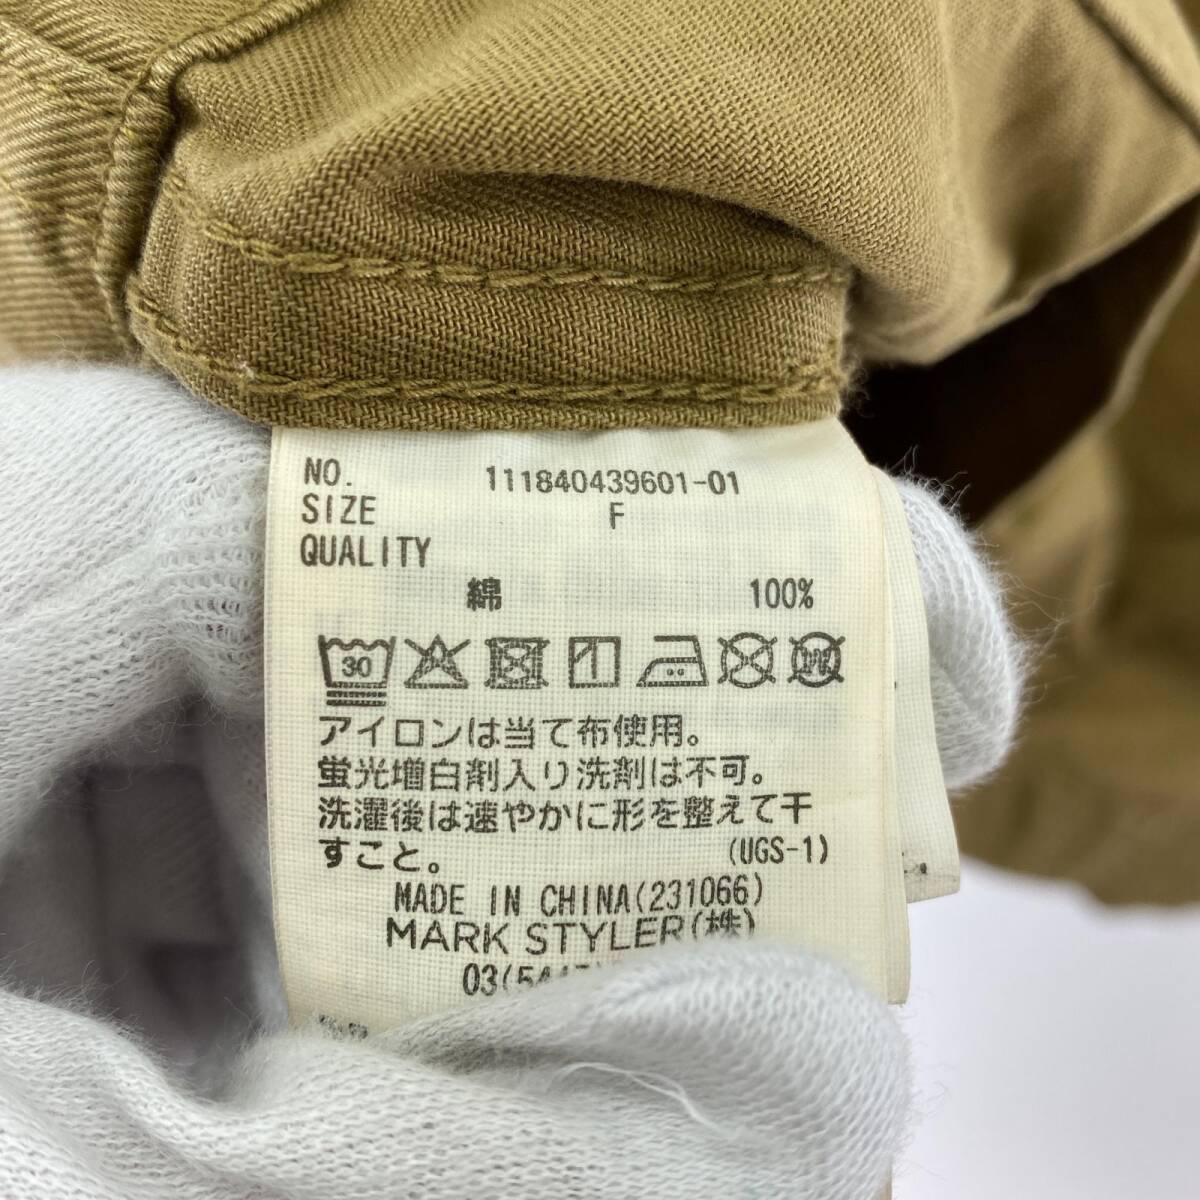 NO. 111840439601-01
SIZE F
QUALITY
綿 100%
30
アイロンは当て布使用。
蛍光増白剤入り洗剤は不可。
洗濯後は速やかに形を整えて干
すこと。 (UGS-1)
MADE IN CHINA(231066)
MARK STYLER(株)